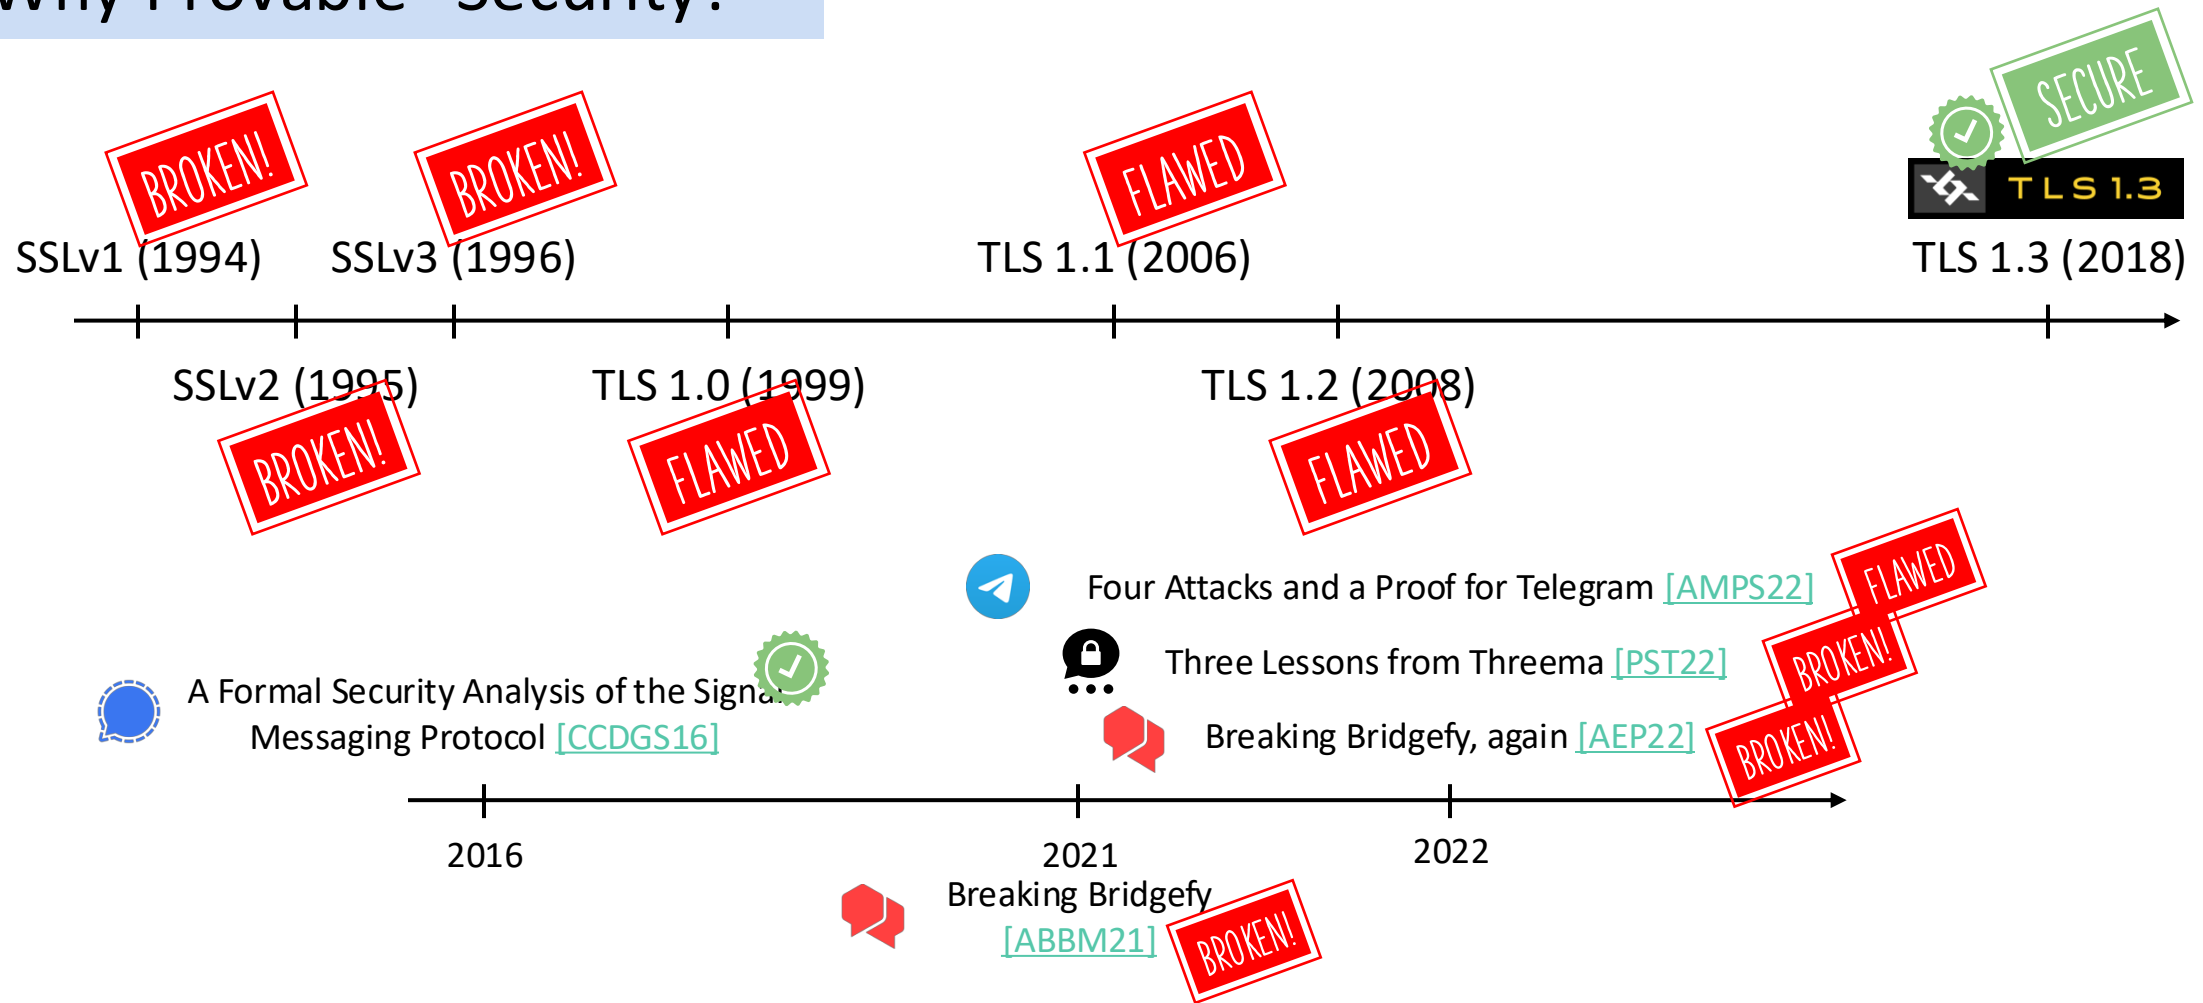 Why Provable Security?
SECURE
BROKEN!
BROKEN!
FLAWED
TLS 1.3
SSLv1 (1994)
SSLv3 (1996)
TLS 1.1 (2006)
TLS 1.3 (2018)
SSLv2 (1995)
TLS 1.0 (1999)
TLS 1.2 (2008)
BROKEN!
FLAWED
FLAWED
Four Attacks and a Proof for Telegram [AMPS22]
FLAWED
Three Lessons from Threema [PST22]
BROKEN!
A Formal Security Analysis of the Signal
Messaging Protocol [CCDGS16]
Breaking Bridgefy, again [AEP22]
BROKEN!
2016
2021
2022
Breaking Bridgefy
[ABBM21]
BROKEN!